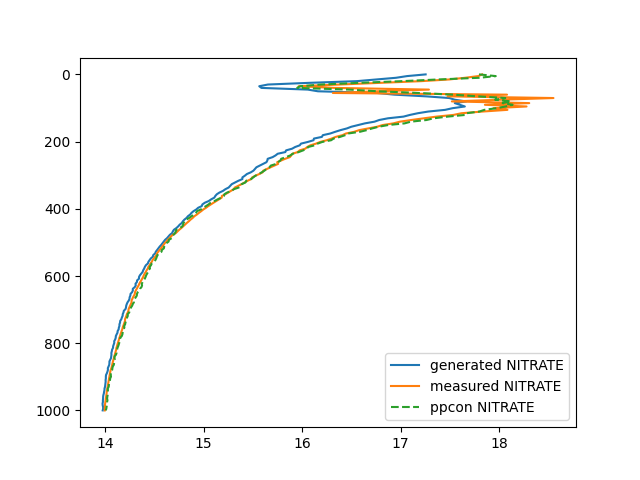 0
200
400
600
800
1000
14 15 16 17 18
generated NITRATE
measured NITRATE
ppcon NITRATE